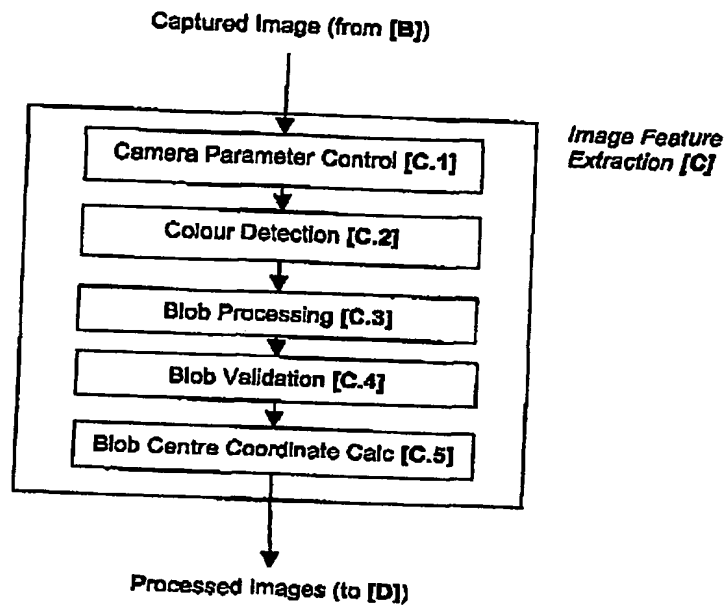 Captured Image (from [B])
Image Feature
Extraction [C]
Camera Parameter Control [C.1]
Colour Detection [C.2]
Blob Processing [C.3]
Blob Validation [C.4]
Blob Centre Coordinate Calc [C.5]
Processed Images (to [D])